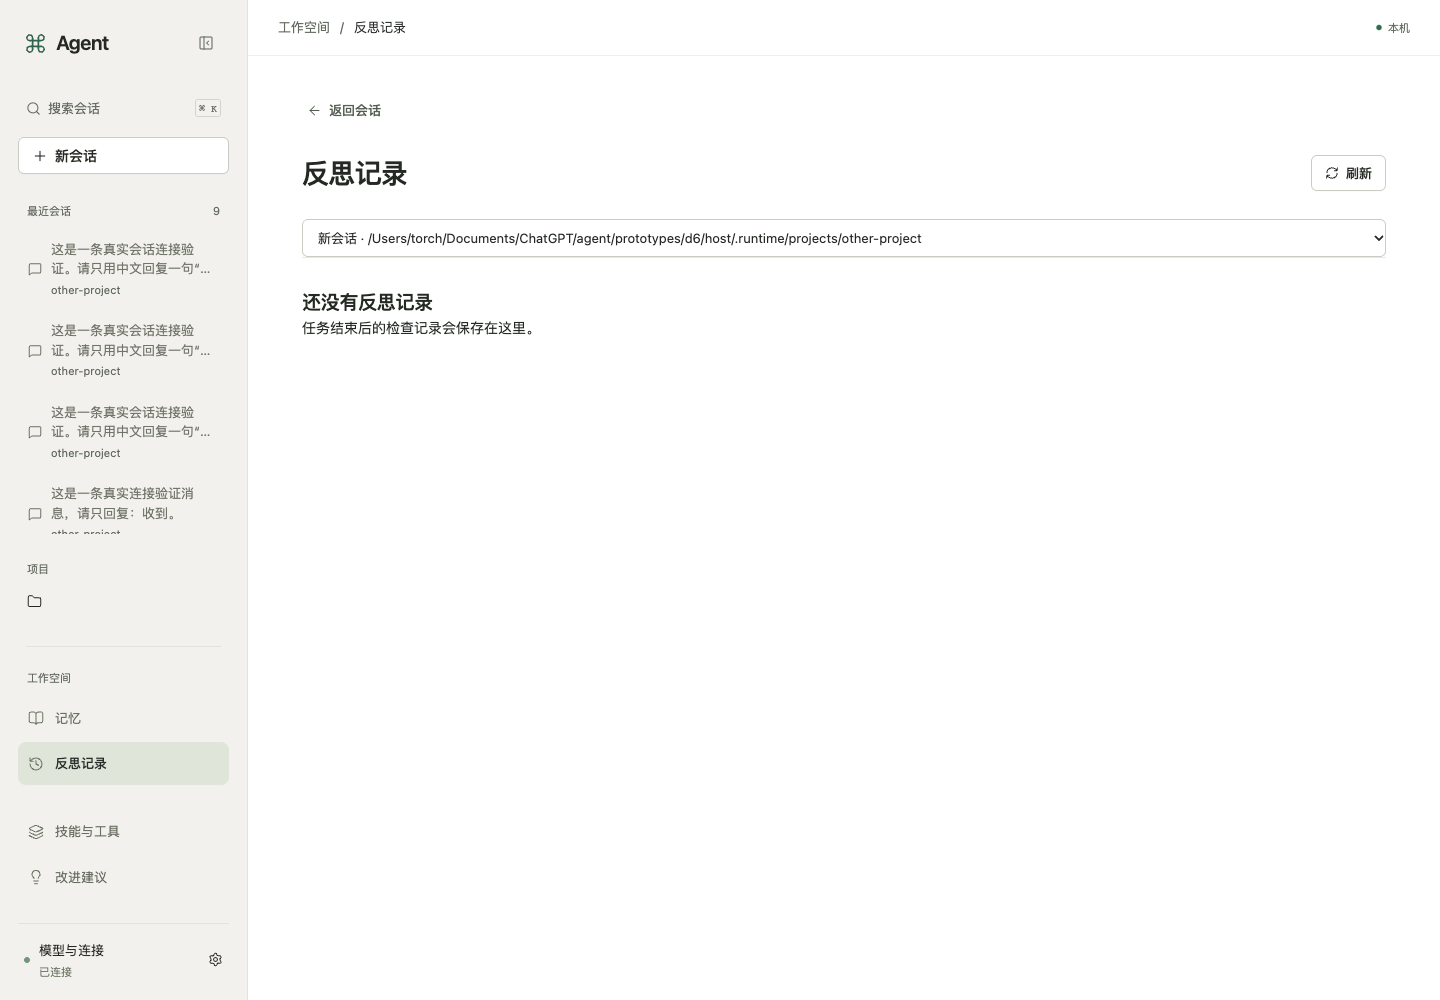 Agent
搜索会话
⌘ K
新会话
最近会话 9
这是一条真实会话连接验
证。请只用中文回复一句“...
other-project
这是一条真实会话连接验
证。请只用中文回复一句“...
other-project
这是一条真实会话连接验
证。请只用中文回复一句“...
other-project
这是一条真实连接验证消
息，请只回复：收到。
other-project
项目
工作空间
记忆
反思记录
技能与工具
改进建议
模型与连接
已连接
工作空间 / 反思记录
本机
返回会话
反思记录
刷新
新会话 · /Users/torch/Documents/ChatGPT/agent/prototypes/d6/host/.runtime/projects/other-project
还没有反思记录
任务结束后的检查记录会保存在这里。